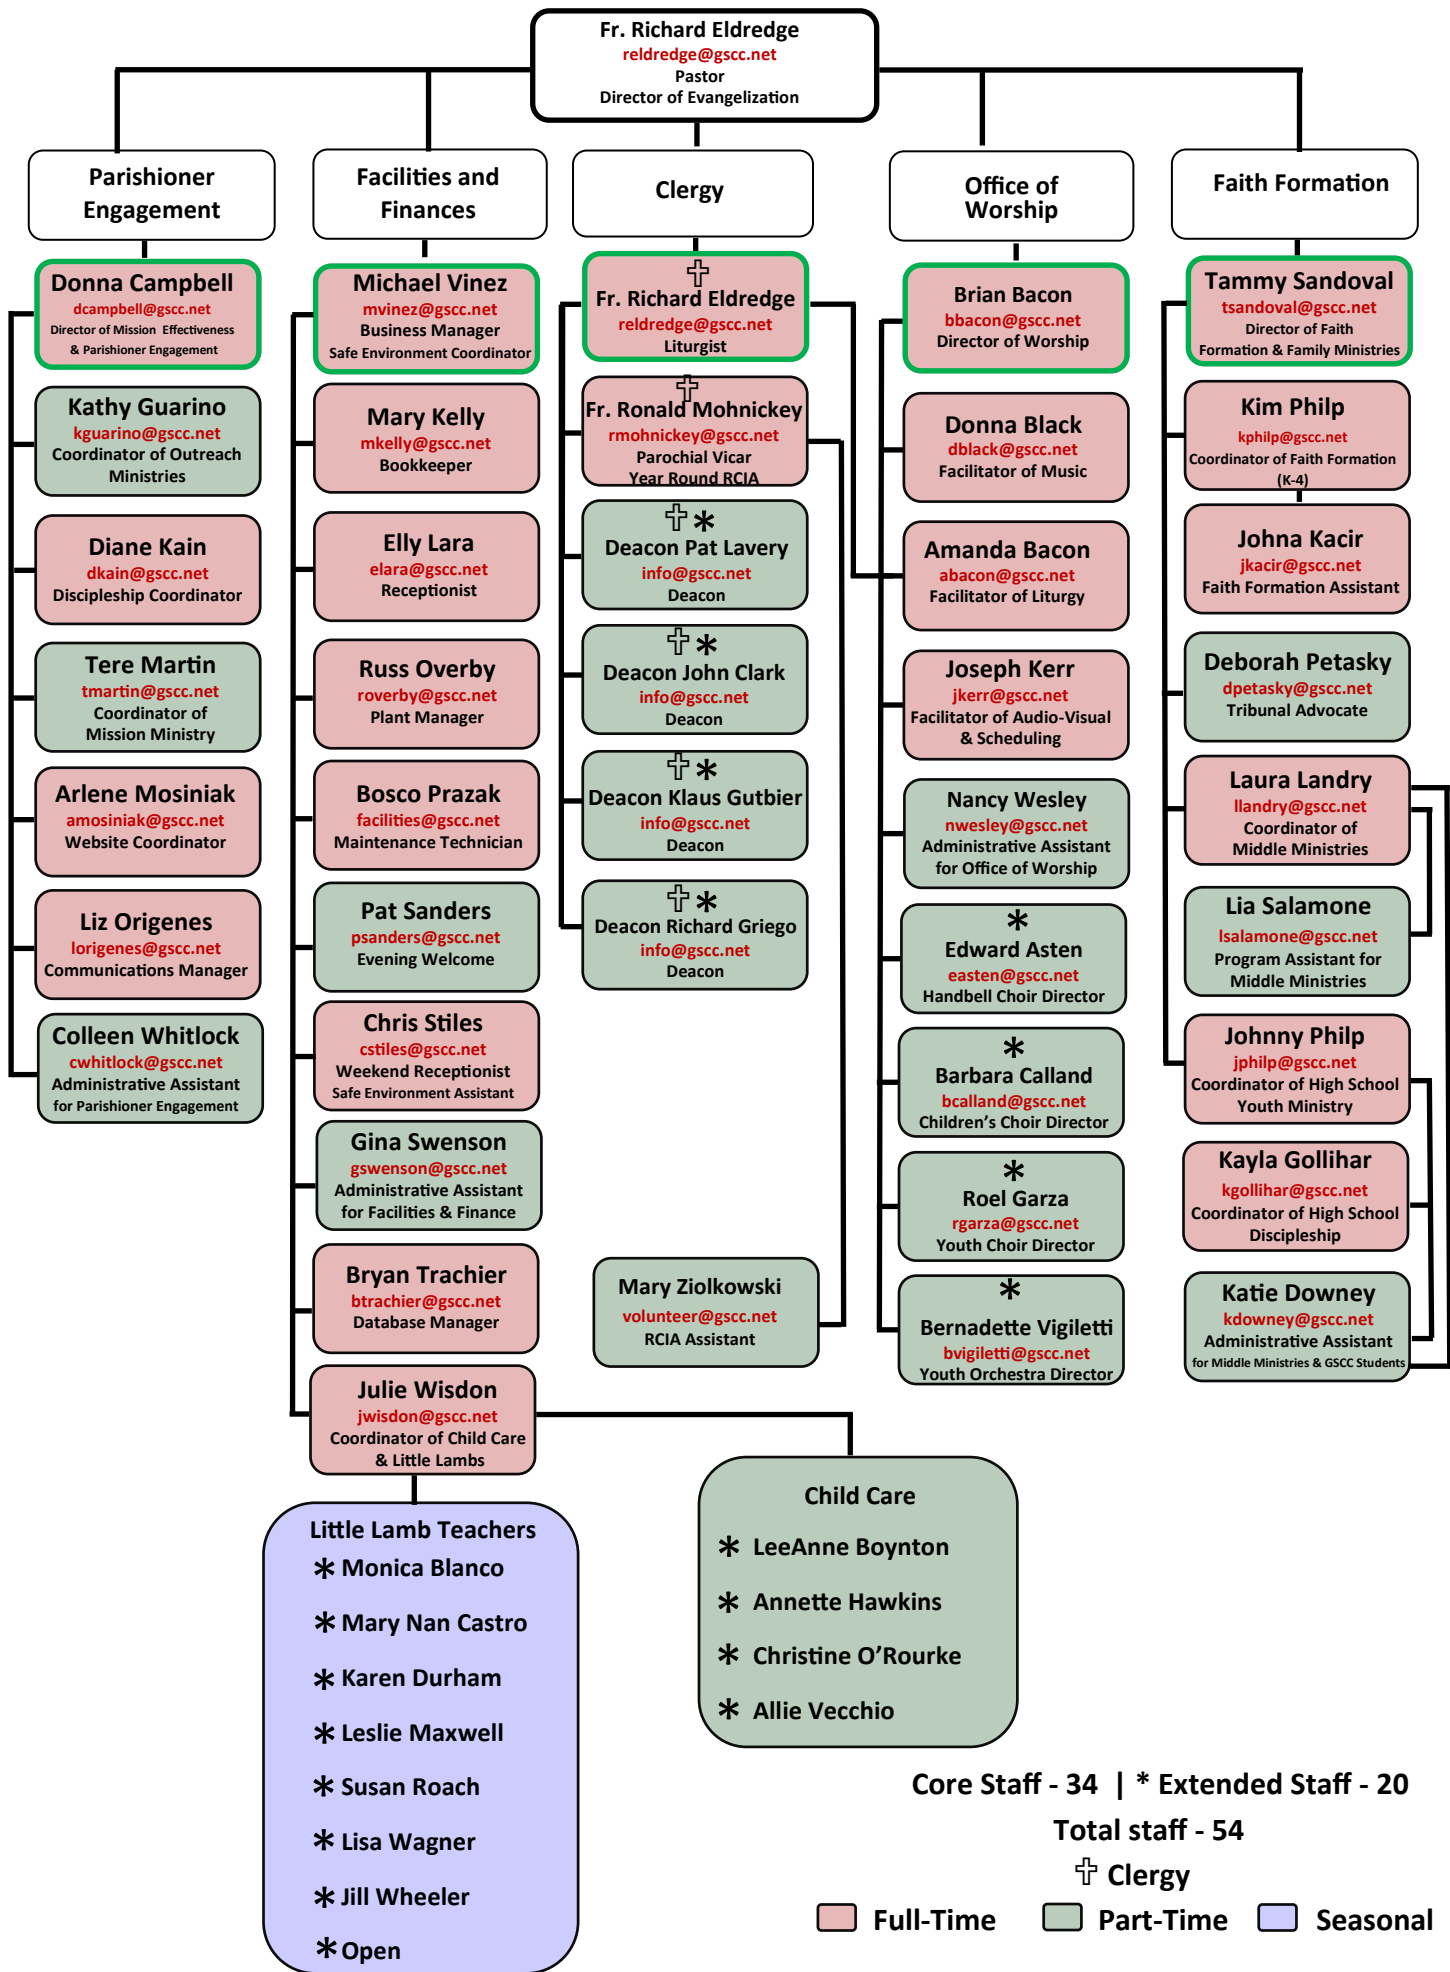 Fr. Richard Eldredge
reldredge@gscc.net
Pastor
Director of Evangelization
Parishioner
Engagement
Donna Campbell
dcampbell@gscc.net
Director of Mission Effectiveness
& Parishioner Engagement
Kathy Guarino
kguarino@gscc.net
Coordinator of Outreach
Ministries
Diane Kain
dkain@gscc.net
Discipleship Coordinator
Tere Martin
tmartin@gscc.net
Coordinator of
Mission Ministry
Arlene Mosiniak
amosiniak@gscc.net
Website Coordinator
Liz Origenes
lorigenes@gscc.net
Communications Manager
Colleen Whitlock
cwhitlock@gscc.net
Administrative Assistant
for Parishioner Engagement
Facilities and
Finances
Michael Vinez
mvinez@gscc.net
Business Manager
Safe Environment Coordinator
Mary Kelly
mkelly@gscc.net
Bookkeeper
Elly Lara
elara@gscc.net
Receptionist
Russ Overby
roverby@gscc.net
Plant Manager
Bosco Prazak
facilities@gscc.net
Maintenance Technician
Pat Sanders
psanders@gscc.net
Evening Welcome
Chris Stiles
cstiles@gscc.net
Weekend Receptionist
Safe Environment Assistant
Gina Swenson
gswenson@gscc.net
Administrative Assistant
for Facilities & Finance
Bryan Trachier
btrachier@gscc.net
Database Manager
Julie Wisdon
jwisdon@gscc.net
Coordinator of Child Care
& Little Lambs
Little Lamb Teachers
* Monica Blanco
* Mary Nan Castro
* Karen Durham
* Leslie Maxwell
* Susan Roach
* Lisa Wagner
* Jill Wheeler
* Open
Child Care
* LeeAnne Boynton
* Annette Hawkins
* Christine O’Rourke
* Allie Vecchio
Clergy
✞
Fr. Richard Eldredge
reldredge@gscc.net
Liturgist
✞
Fr. Ronald Mohnickey
rmohnickey@gscc.net
Parochial Vicar
Year Round RCIA
✞ *
Deacon Pat Lavery
info@gscc.net
Deacon
✞ *
Deacon John Clark
info@gscc.net
Deacon
✞ *
Deacon Klaus Gutbier
info@gscc.net
Deacon
✞ *
Deacon Richard Griego
info@gscc.net
Deacon
Mary Ziolkowski
volunteer@gscc.net
RCIA Assistant
Office of
Worship
Brian Bacon
bbacon@gscc.net
Director of Worship
Donna Black
dblack@gscc.net
Facilitator of Music
Amanda Bacon
abacon@gscc.net
Facilitator of Liturgy
Joseph Kerr
jkerr@gscc.net
Facilitator of Audio-Visual
& Scheduling
Nancy Wesley
nwesley@gscc.net
Administrative Assistant
for Office of Worship
*
Edward Asten
easten@gscc.net
Handbell Choir Director
*
Barbara Calland
bcalland@gscc.net
Children’s Choir Director
*
Roel Garza
rgarza@gscc.net
Youth Choir Director
*
Bernadette Vigiletti
bvigiletti@gscc.net
Youth Orchestra Director
Faith Formation
Tammy Sandoval
tsandoval@gscc.net
Director of Faith
Formation & Family Ministries
Kim Philp
kphilp@gscc.net
Coordinator of Faith Formation
(K-4)
Johna Kacir
jkacir@gscc.net
Faith Formation Assistant
Deborah Petasky
dpetasky@gscc.net
Tribunal Advocate
Laura Landry
llandry@gscc.net
Coordinator of
Middle Ministries
Lia Salamone
lsalamone@gscc.net
Program Assistant for
Middle Ministries
Johnny Philp
jphilp@gscc.net
Coordinator of High School
Youth Ministry
Kayla Gollihar
kgollihar@gscc.net
Coordinator of High School
Discipleship
Katie Downey
kdowney@gscc.net
Administrative Assistant
for Middle Ministries & GSCC Students
Core Staff - 34 | * Extended Staff - 20
Total staff - 54
✞ Clergy
Full-Time Part-Time Seasonal